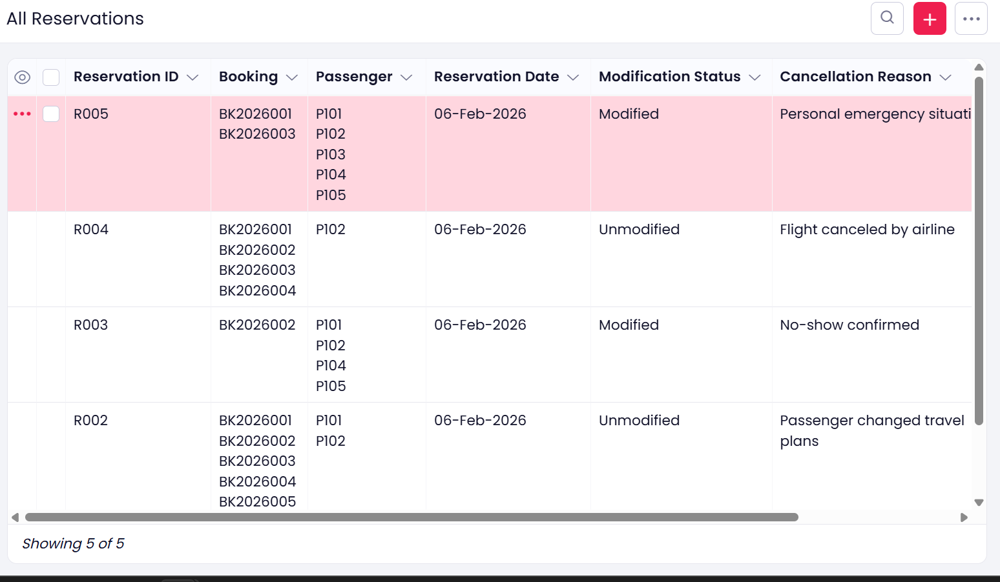 All Reservations
Reservation ID Booking Passenger Reservation Date Modification Status Cancellation Reason
R005 BK2026001 P101 06-Feb-2026 Modified Personal emergency situati
BK2026003 P102
P103
P104
P105
R004 BK2026001 P102 06-Feb-2026 Unmodified Flight canceled by airline
BK2026002
BK2026003
BK2026004
R003 BK2026002 P101 06-Feb-2026 Modified No-show confirmed
P102
P104
P105
R002 BK2026001 P101 06-Feb-2026 Unmodified Passenger changed travel
BK2026002 P102 plans
BK2026003
BK2026004
BK2026005
Showing 5 of 5